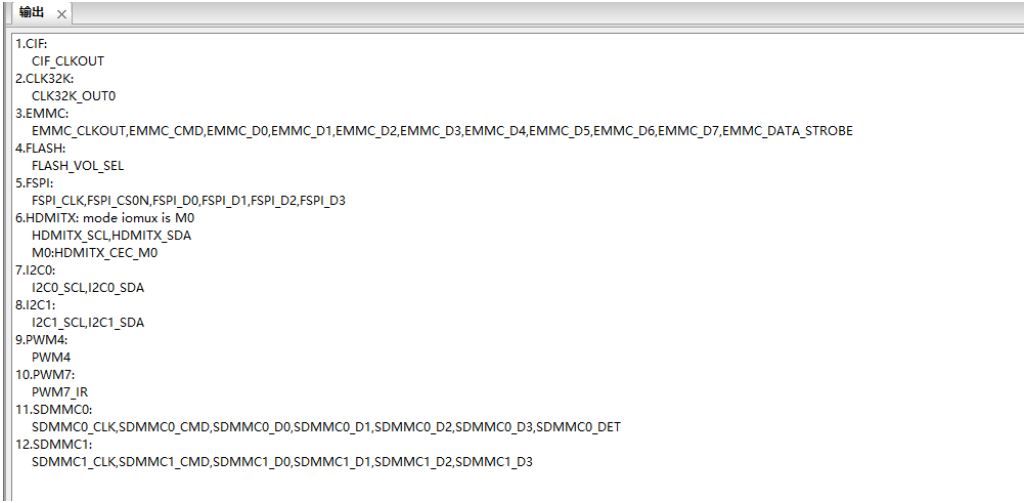 输出
1.CIF:
CIF_CLKOUT
2.CLK32K:
CLK32K_OUT0
3.EMMC:
EMMC_CLKOUT,EMMC_CMD,EMMC_D0,EMMC_D1,EMMC_D2,EMMC_D3,EMMC_D4,EMMC_D5,EMMC_D6,EMMC_D7,EMMC_DATA_STROBE
4.FLASH:
FLASH_VOL_SEL
5.FSPI:
FSPI_CLK,FSPI_CS0N,FSPI_D0,FSPI_D1,FSPI_D2,FSPI_D3
6.HDMITX: mode iomux is M0
HDMITX_SCL,HDMITX_SDA
M0:HDMITX_CEC_M0
7.I2C0:
I2C0_SCL,I2C0_SDA
8.I2C1:
I2C1_SCL,I2C1_SDA
9.PWM4:
PWM4
10.PWM7:
PWM7_IR
11.SDMMC0:
SDMMC0_CLK,SDMMC0_CMD,SDMMC0_D0,SDMMC0_D1,SDMMC0_D2,SDMMC0_D3,SDMMC0_DET
12.SDMMC1:
SDMMC1_CLK,SDMMC1_CMD,SDMMC1_D0,SDMMC1_D1,SDMMC1_D2,SDMMC1_D3